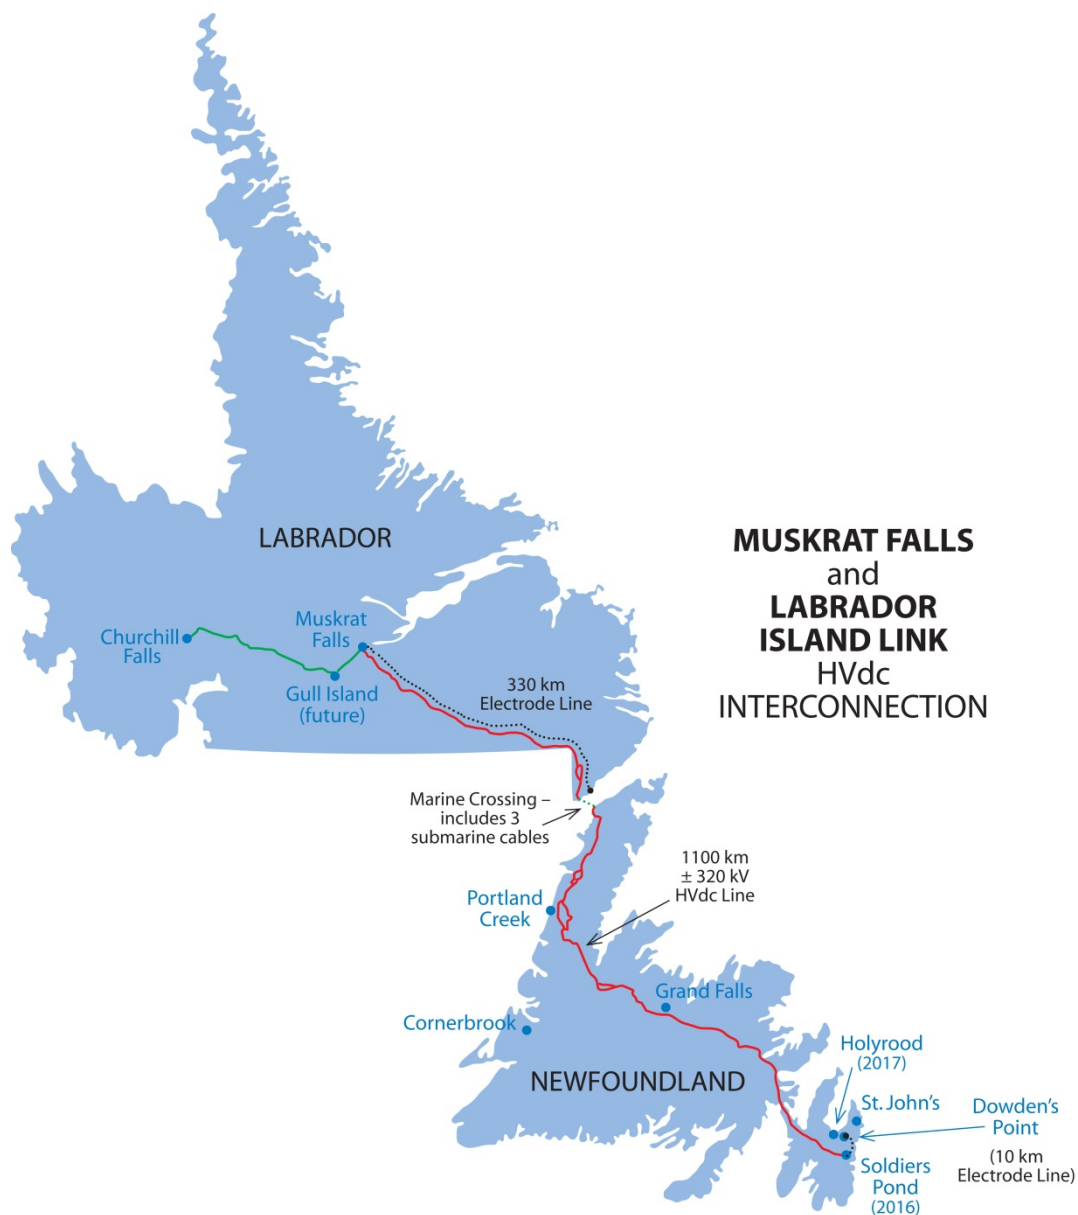 LABRADOR
MUSKRAT FALLS
and
LABRADOR
ISLAND LINK
HVdc
INTERCONNECTION
Churchill
Falls
Muskrat
Falls
Gull Island
(future)
330 km
Electrode Line
Marine Crossing –
includes 3
submarine cables
1100 km
± 320 kV
HVdc Line
Portland
Creek
Grand Falls
Cornerbrook
NEWFOUNDLAND
Holyrood
(2017)
St. John's
Dowden's
Point
(10 km
Electrode Line)
Soldiers
Pond
(2016)